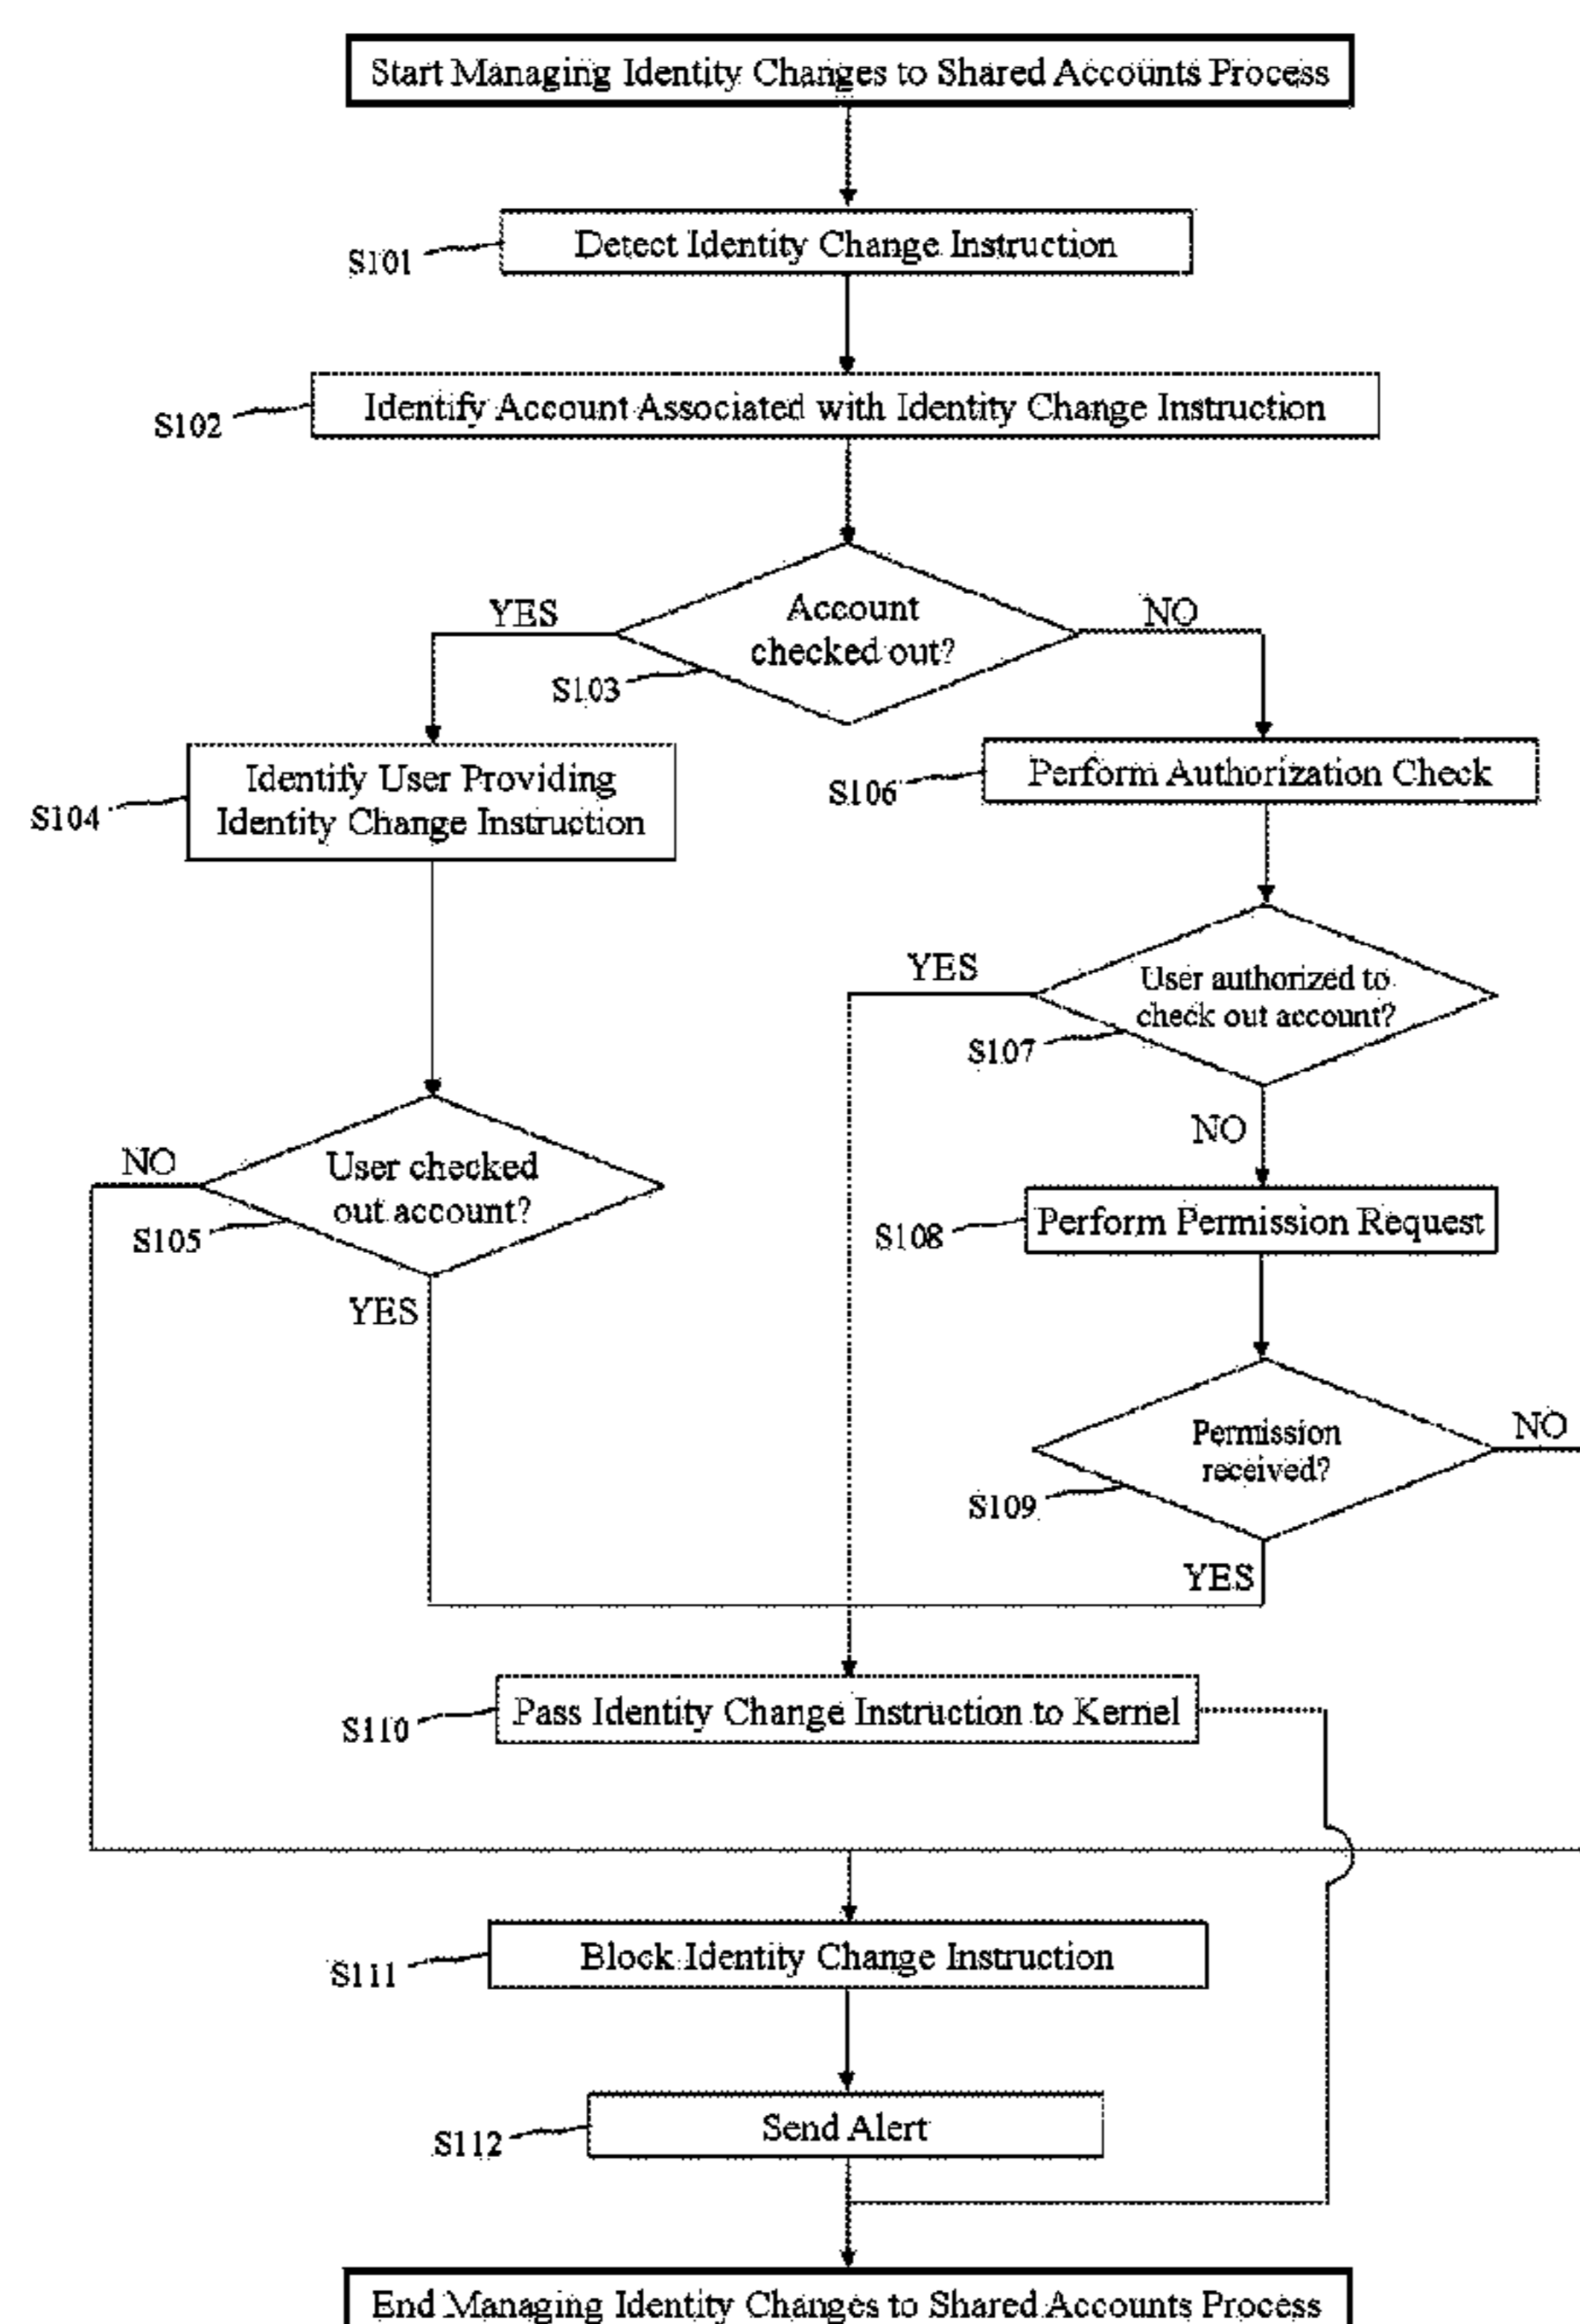 Start Managing Identity Changes to Shared Accounts Process
Detect Identity Change Instruction
S101
Identify Account Associated with Identity Change Instruction
S102
YES
Account
checked out?
NO
S103
Identify User Providing
Identity Change Instruction
S104
Perform Authorization Check
S106
YES
User authorized to
check out account?
S107
NO
NO
User checked
out account?
S105
Perform Permission Request
S108
YES
Permission
received?
NO
S109
YES
Pass Identity Change Instruction to Kernel
S110
Block Identity Change Instruction
S111
Send Alert
S112
End Managing Identity Changes to Shared Accounts Process